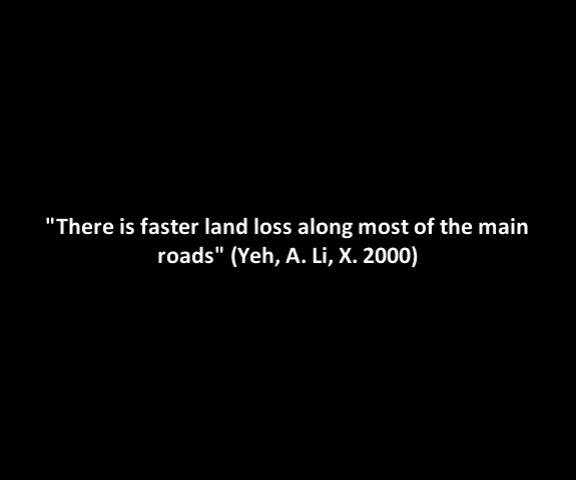 "There is faster land loss along most of the main
roads" (Yeh, A. Li, X. 2000)